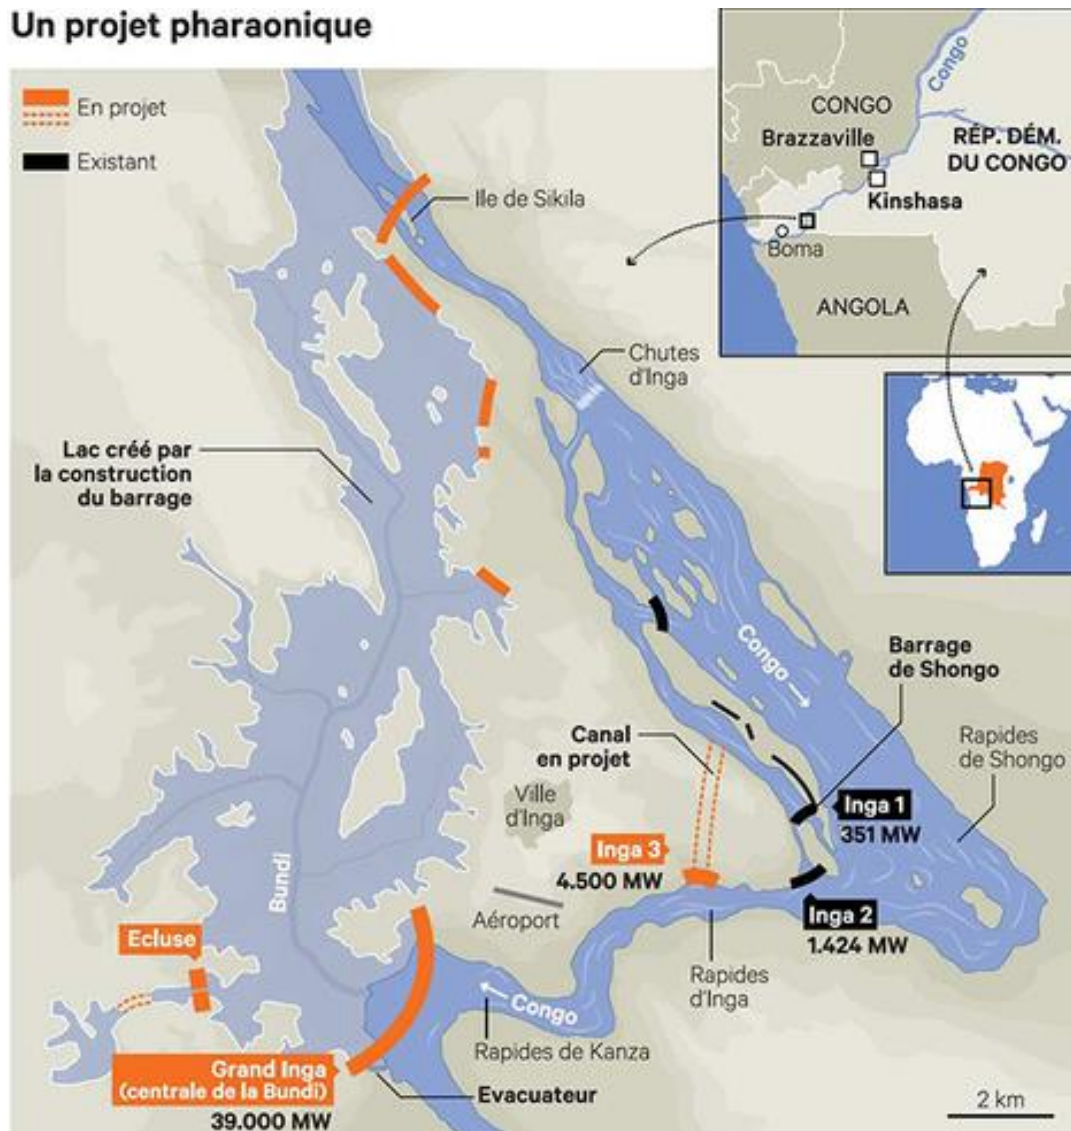 Un projet pharaonique
En projet
Existant
Congo
CONGO
Brazzaville
RÉP. DÉM.
DU CONGO
Kinshasa
Boma
ANGOLA
Ile de Sikila
Chutes
d'Inga
Lac créé par
la construction
du barrage
Congo
Barrage
de Shongo
Rapides
de Shongo
Canal
en projet
Ville
d'Inga
Inga 1
351 MW
Inga 3
4.500 MW
Inga 2
1.424 MW
Bundi
Aéroport
Ecluse
Rapides
d'Inga
Congo
Rapides de Kanza
Grand Inga
(centrale de la Bundi)
39.000 MW
Evacuateur
2 km